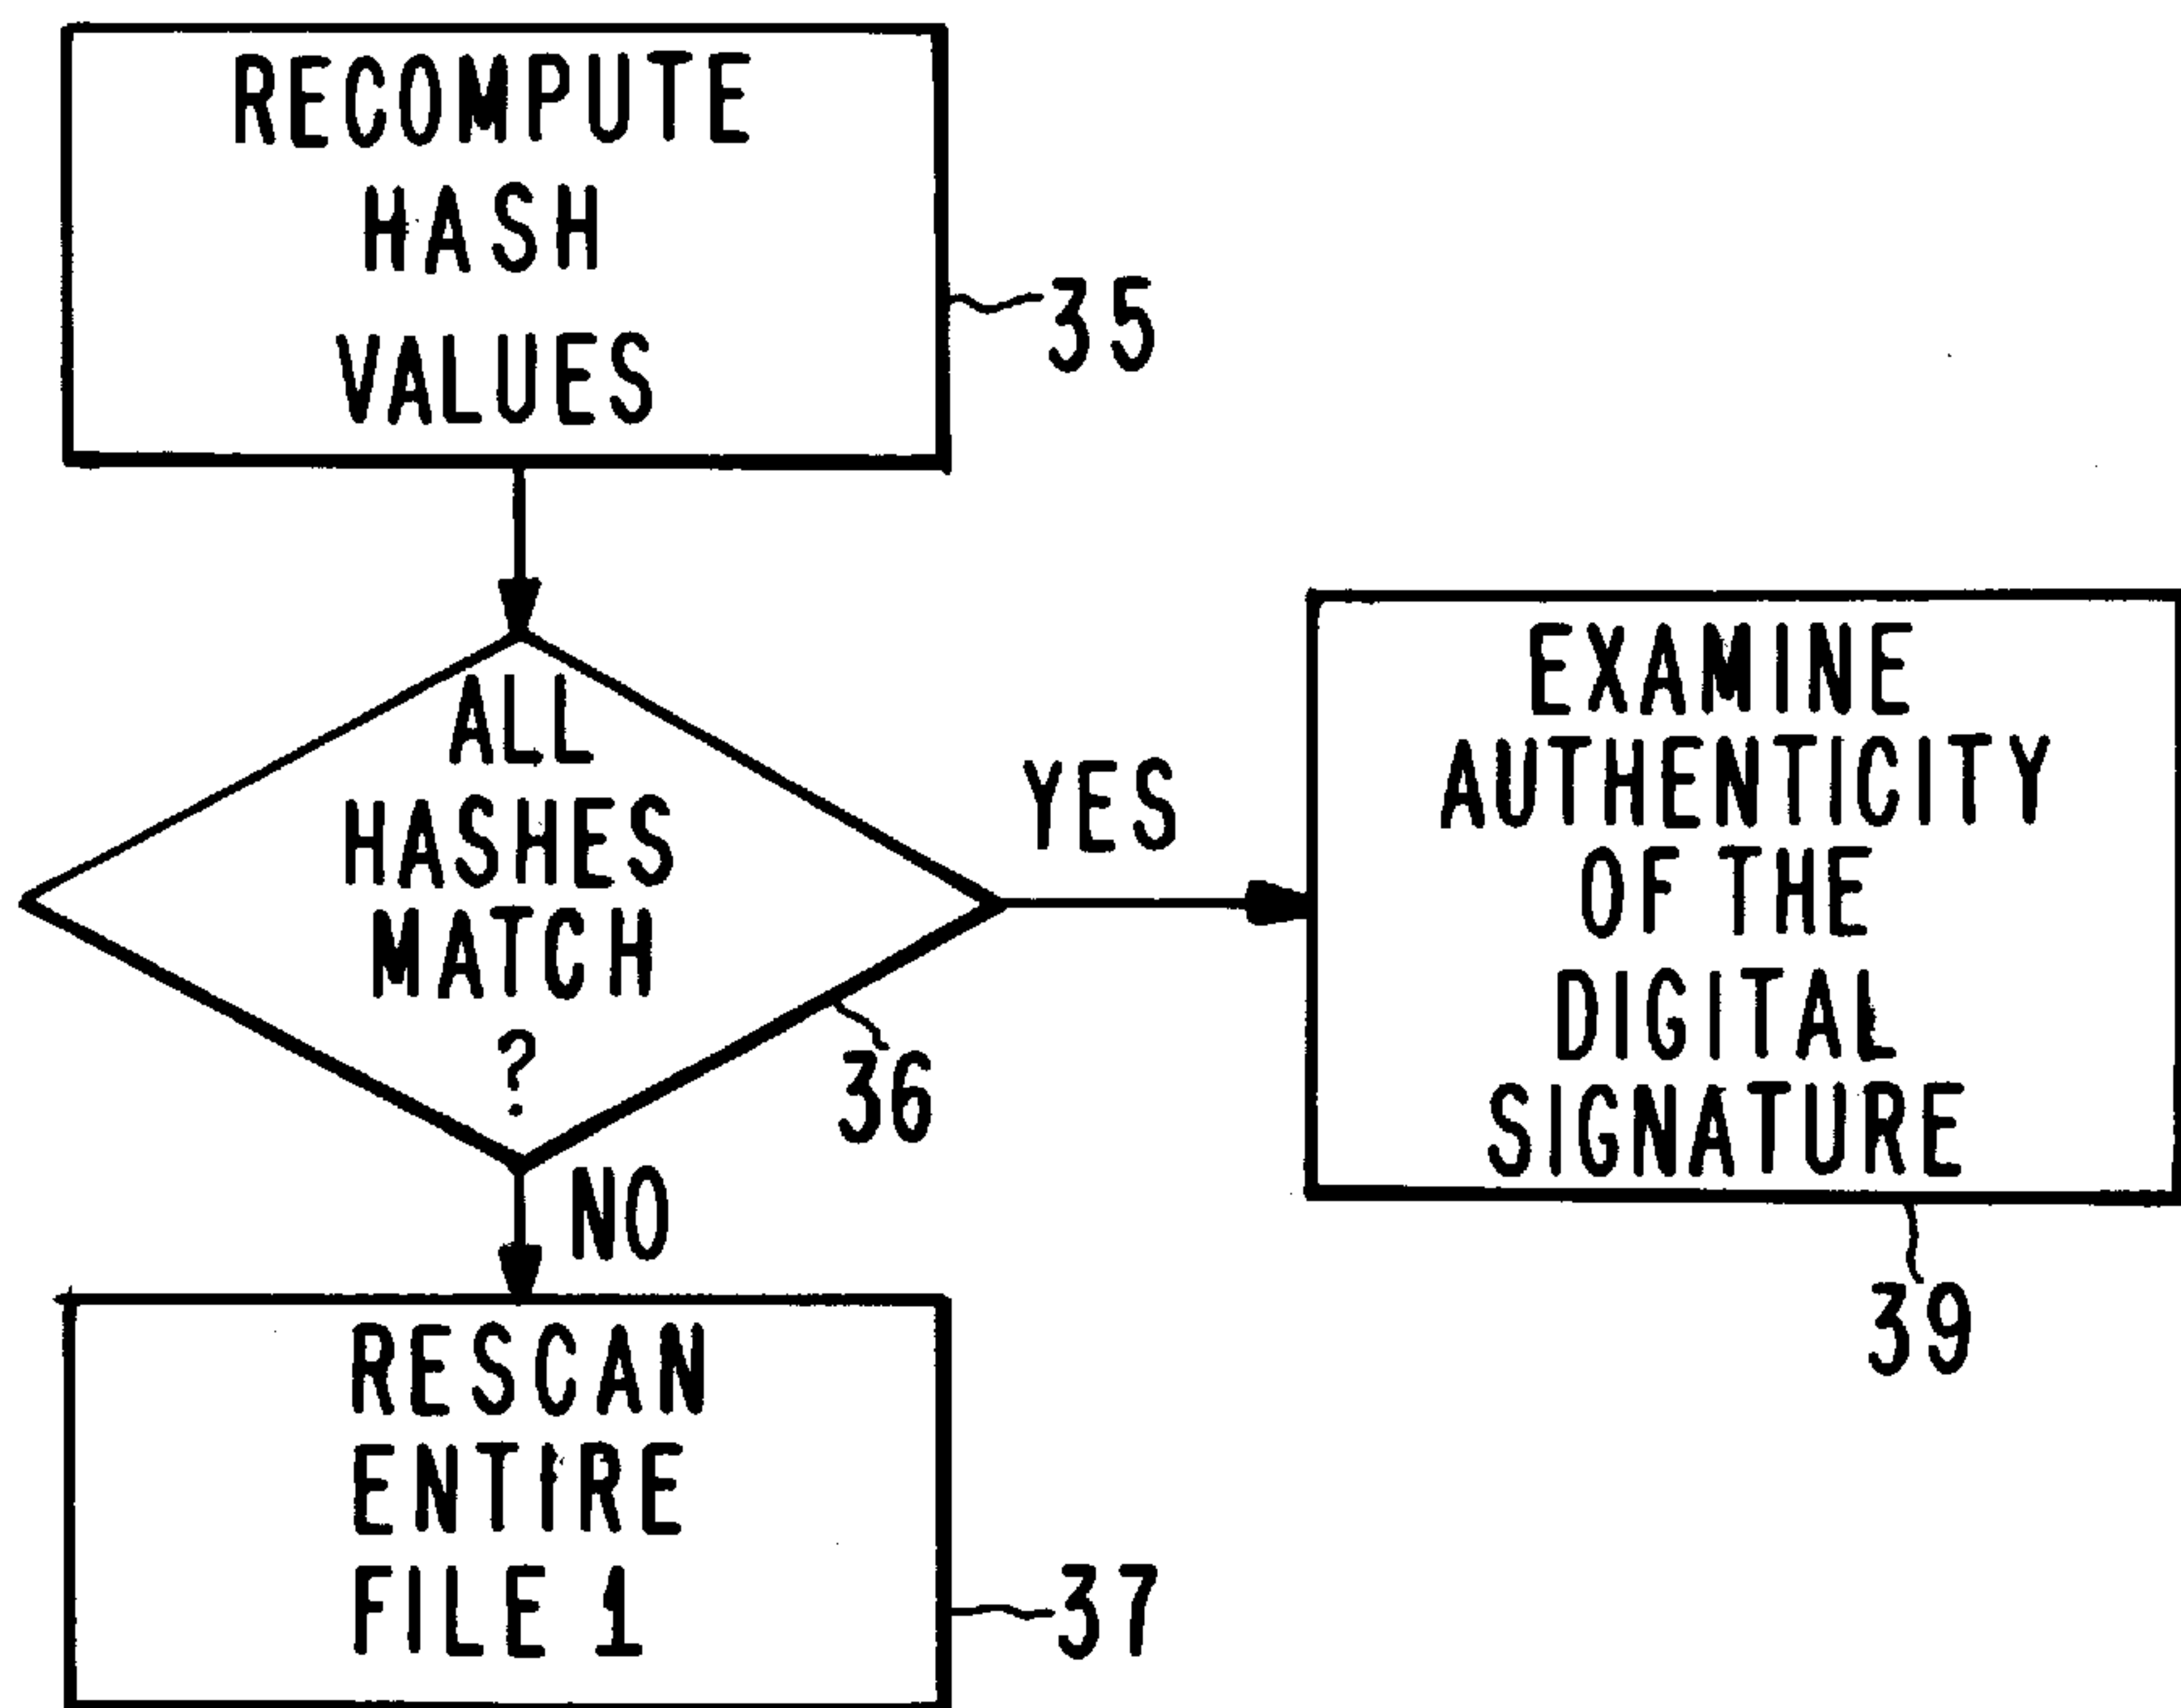 RECOMPUTE
HASH
VALUES
35
ALL
HASHES
MATCH
?
36
YES
NO
EXAMINE
AUTHENTICITY
OF THE
DIGITAL
SIGNATURE
39
RESCAN
ENTIRE
FILE 1
37